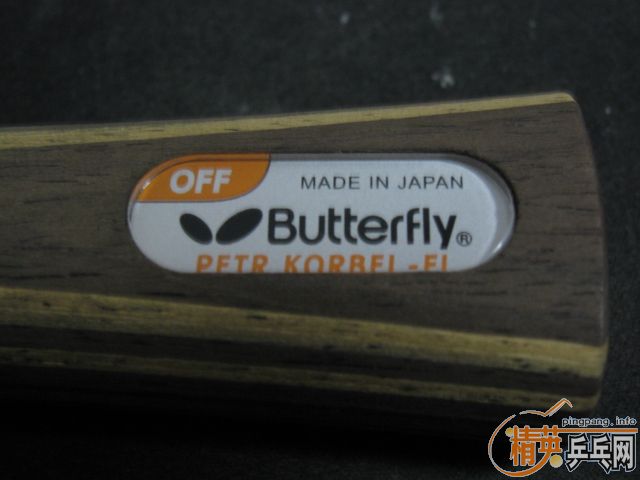 OFF
MADE IN JAPAN
Butterfly®
PETR KORBEL-FL
pingpang.info
精英乒乓网